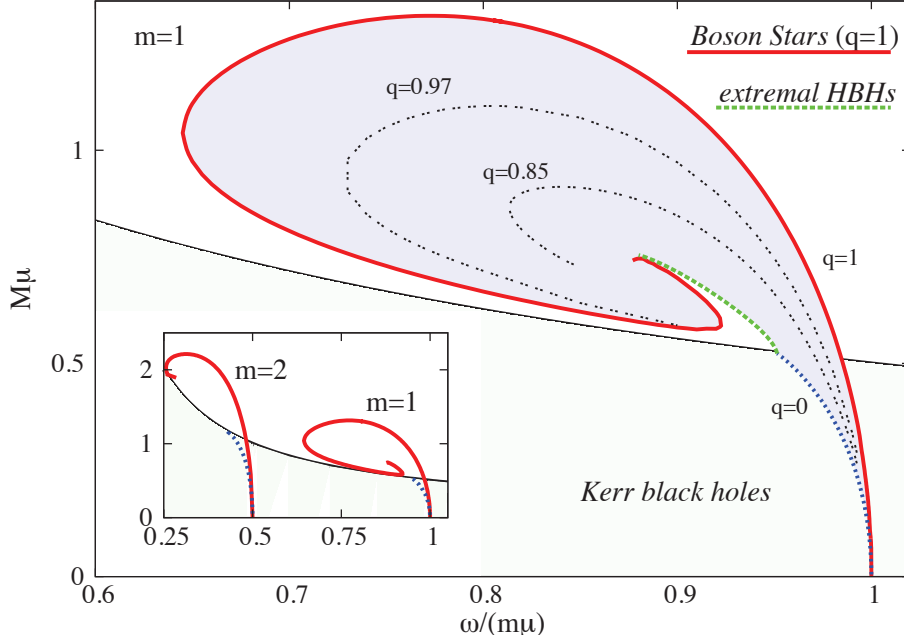 m=1
Boson Stars (q=1)
extremal HBHs
q=0.97
q=0.85
q=1
q=0
Kerr black holes
Mμ
1
0.5
0
0.6
0.7
0.8
0.9
1
ω/(mμ)
m=2
m=1
2
1
0
0.25
0.5
0.75
1